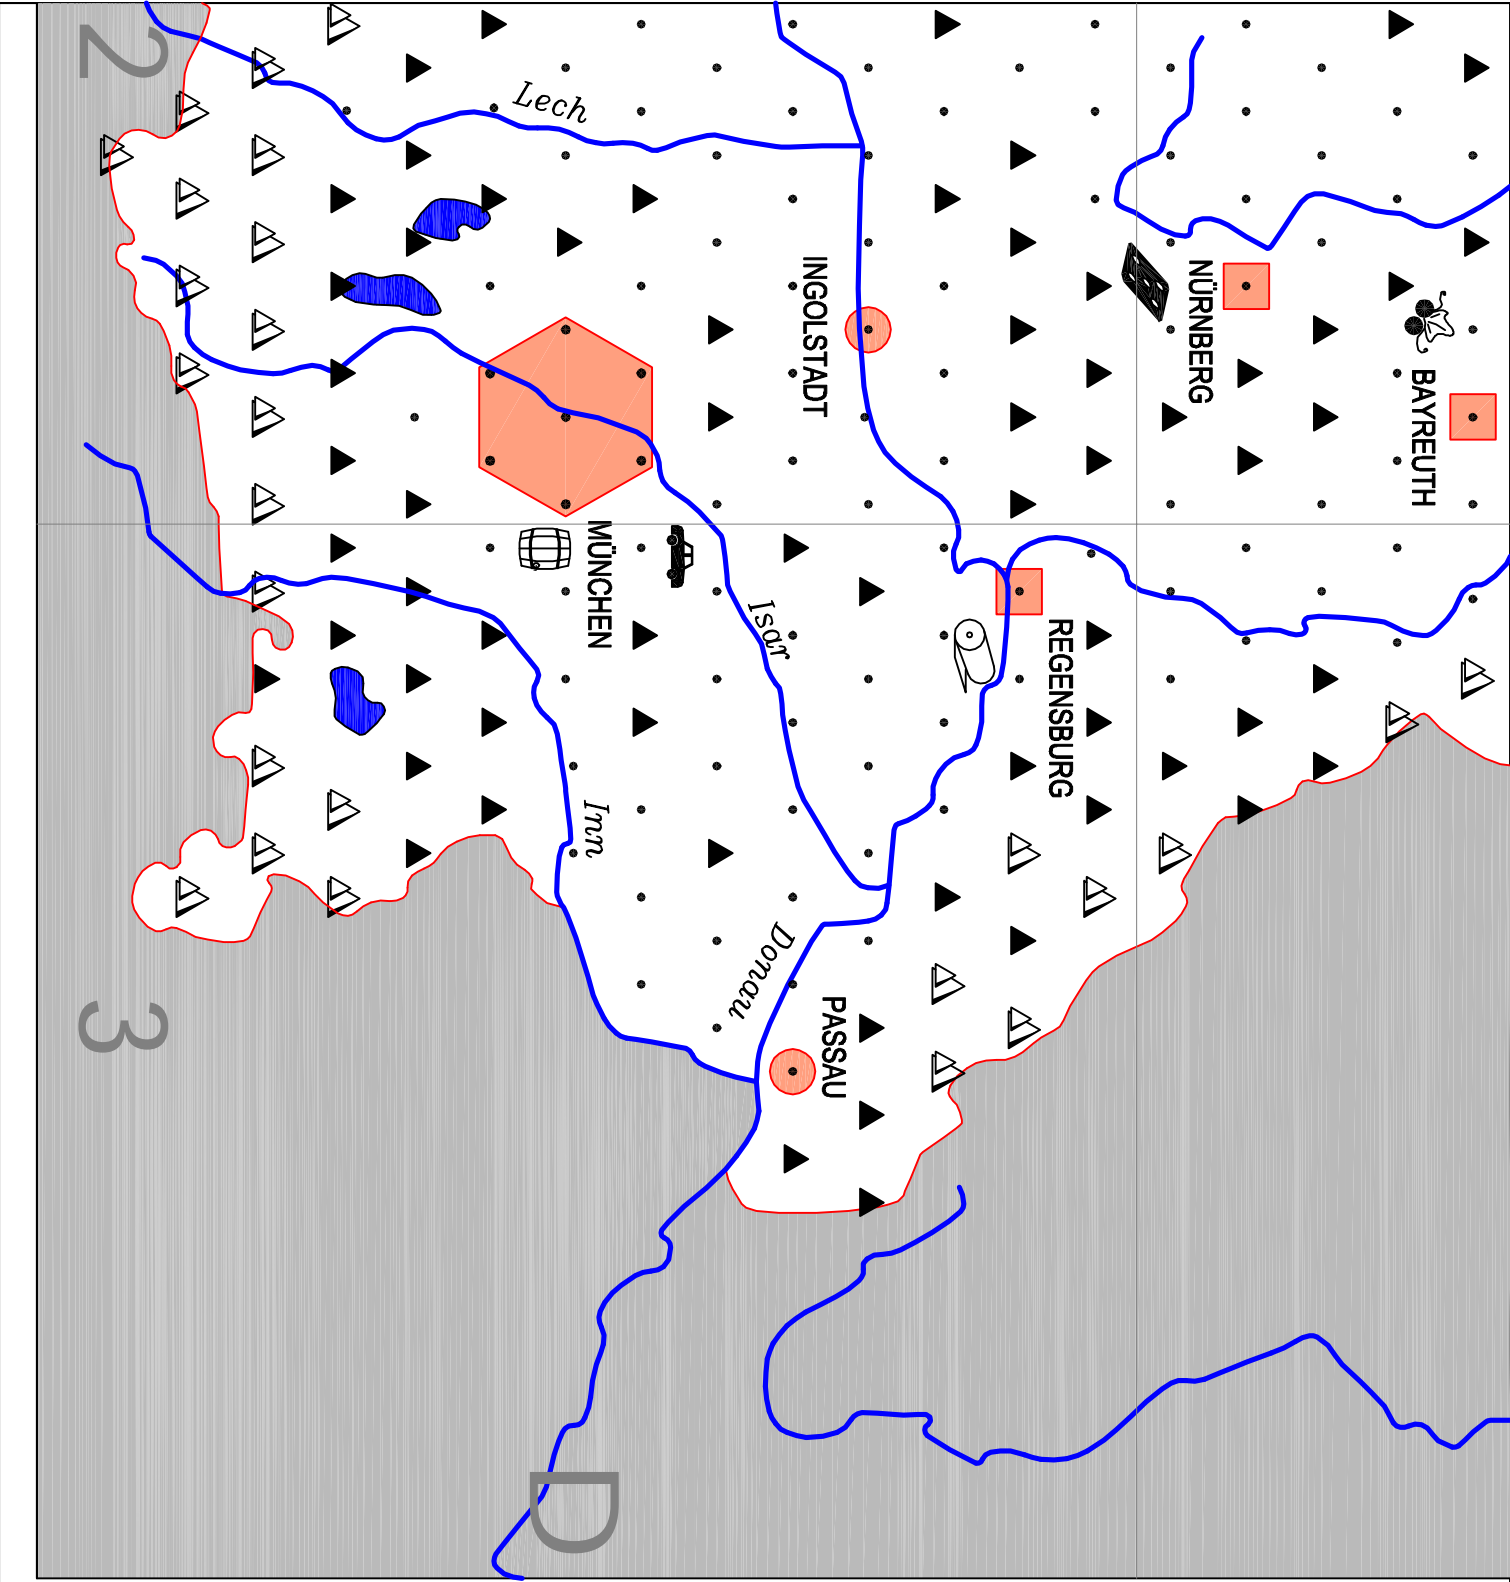 BAYREUTH
NÜRNBERG
REGENSBURG
INGOLSTADT
PASSAU
Donau
Isar
MÜNCHEN
Inn
Lech
D
2
3